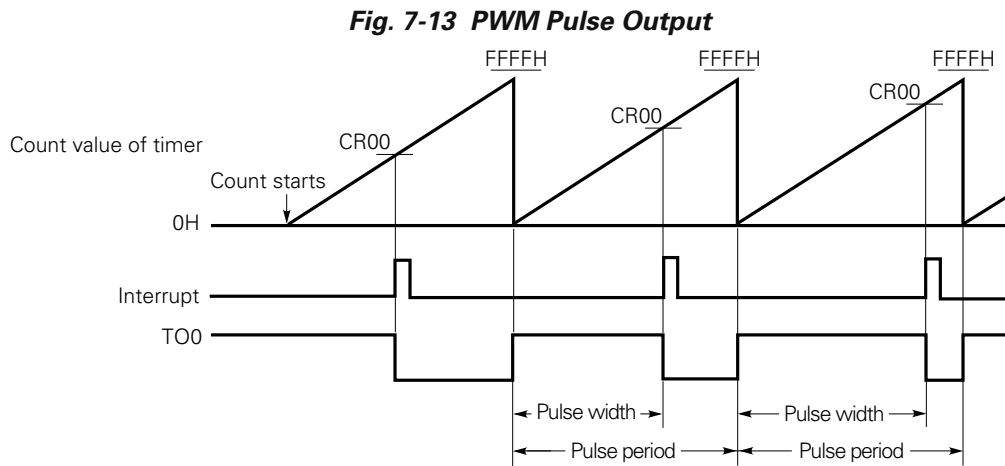 Fig. 7-13 PWM Pulse Output
FFFFH
FFFFH
FFFFH
CR00
CR00
CR00
Count value of timer
Count starts
0H
Interrupt
TO0
Pulse width
Pulse width
Pulse period
Pulse period